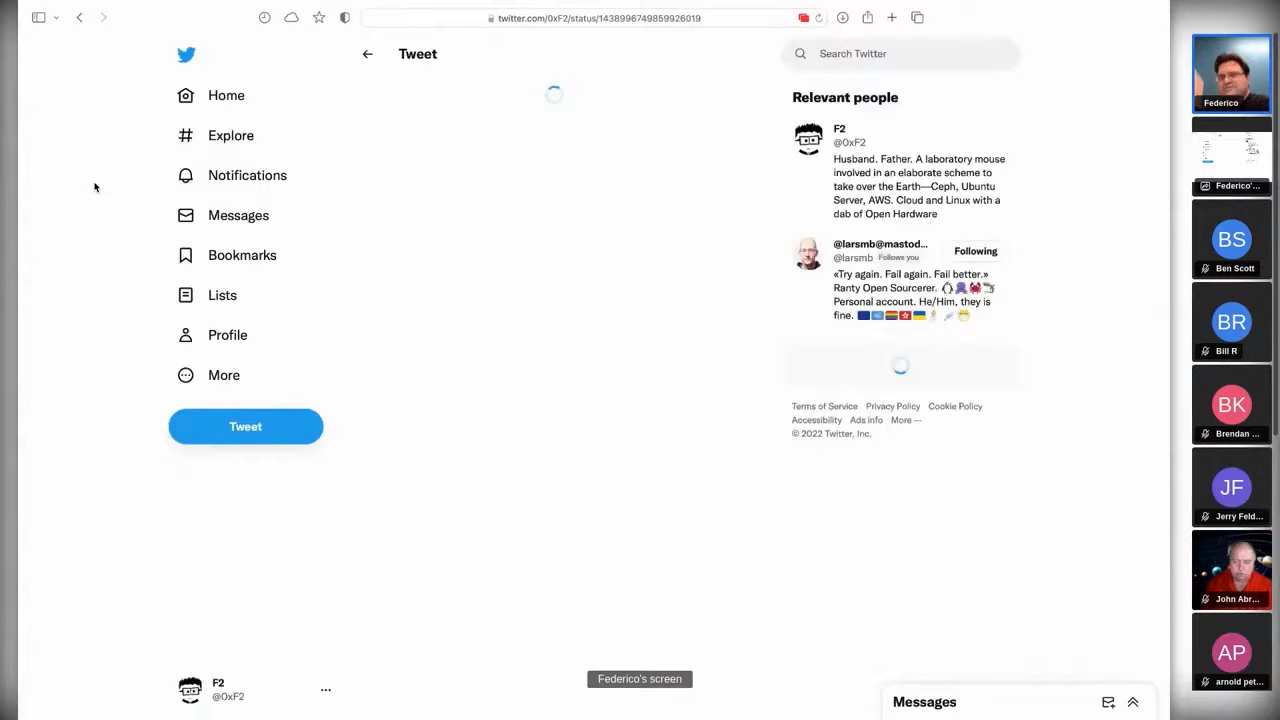 twitter.com/0xF2/status/1438996749859926019
Tweet
Search Twitter
Home
Explore
Notifications
Messages
Bookmarks
Lists
Profile
More
Tweet
F2
@0xF2
Relevant people
F2
@0xF2
Husband. Father. A laboratory mouse
involved in an elaborate scheme to
take over the Earth—Ceph, Ubuntu
Server, AWS. Cloud and Linux with a
dab of Open Hardware
@larsmb@mastod...
@larsmb Follows you
Following
«Try again. Fail again. Fail better.»
Ranty Open Sourcerer.
Personal account. He/Him, they is
fine.
Terms of Service Privacy Policy Cookie Policy
Accessibility Ads info More ···
© 2022 Twitter, Inc.
Messages
Federico's screen
Federico
Federico'...
BS
Ben Scott
BR
Bill R
BK
Brendan ...
JF
Jerry Feld...
John Abr...
AP
arnold pet...